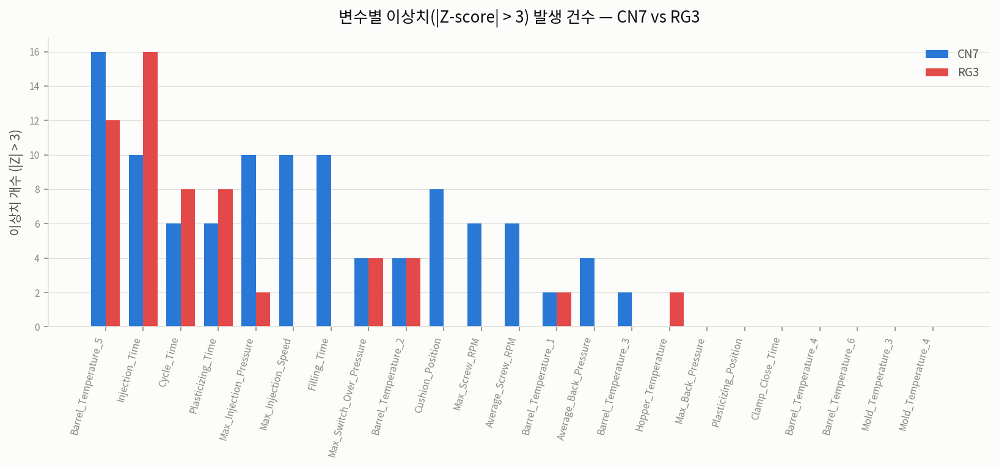 변수별 이상치(|Z-score| > 3) 발생 건수 — CN7 vs RG3
CN7
RG3
이상치 개수 (|Z| > 3)
16
14
12
10
8
6
4
2
0
Barrel_Temperature_5
Injection_Time
Cycle_Time
Plasticizing_Time
Max_Injection_Pressure
Max_Injection_Speed
Filling_Time
Max_Switch_Over_Pressure
Barrel_Temperature_2
Cushion_Position
Max_Screw_RPM
Average_Screw_RPM
Barrel_Temperature_1
Average_Back_Pressure
Barrel_Temperature_3
Hopper_Temperature
Max_Back_Pressure
Plasticizing_Position
Clamp_Close_Time
Barrel_Temperature_4
Barrel_Temperature_6
Mold_Temperature_3
Mold_Temperature_4